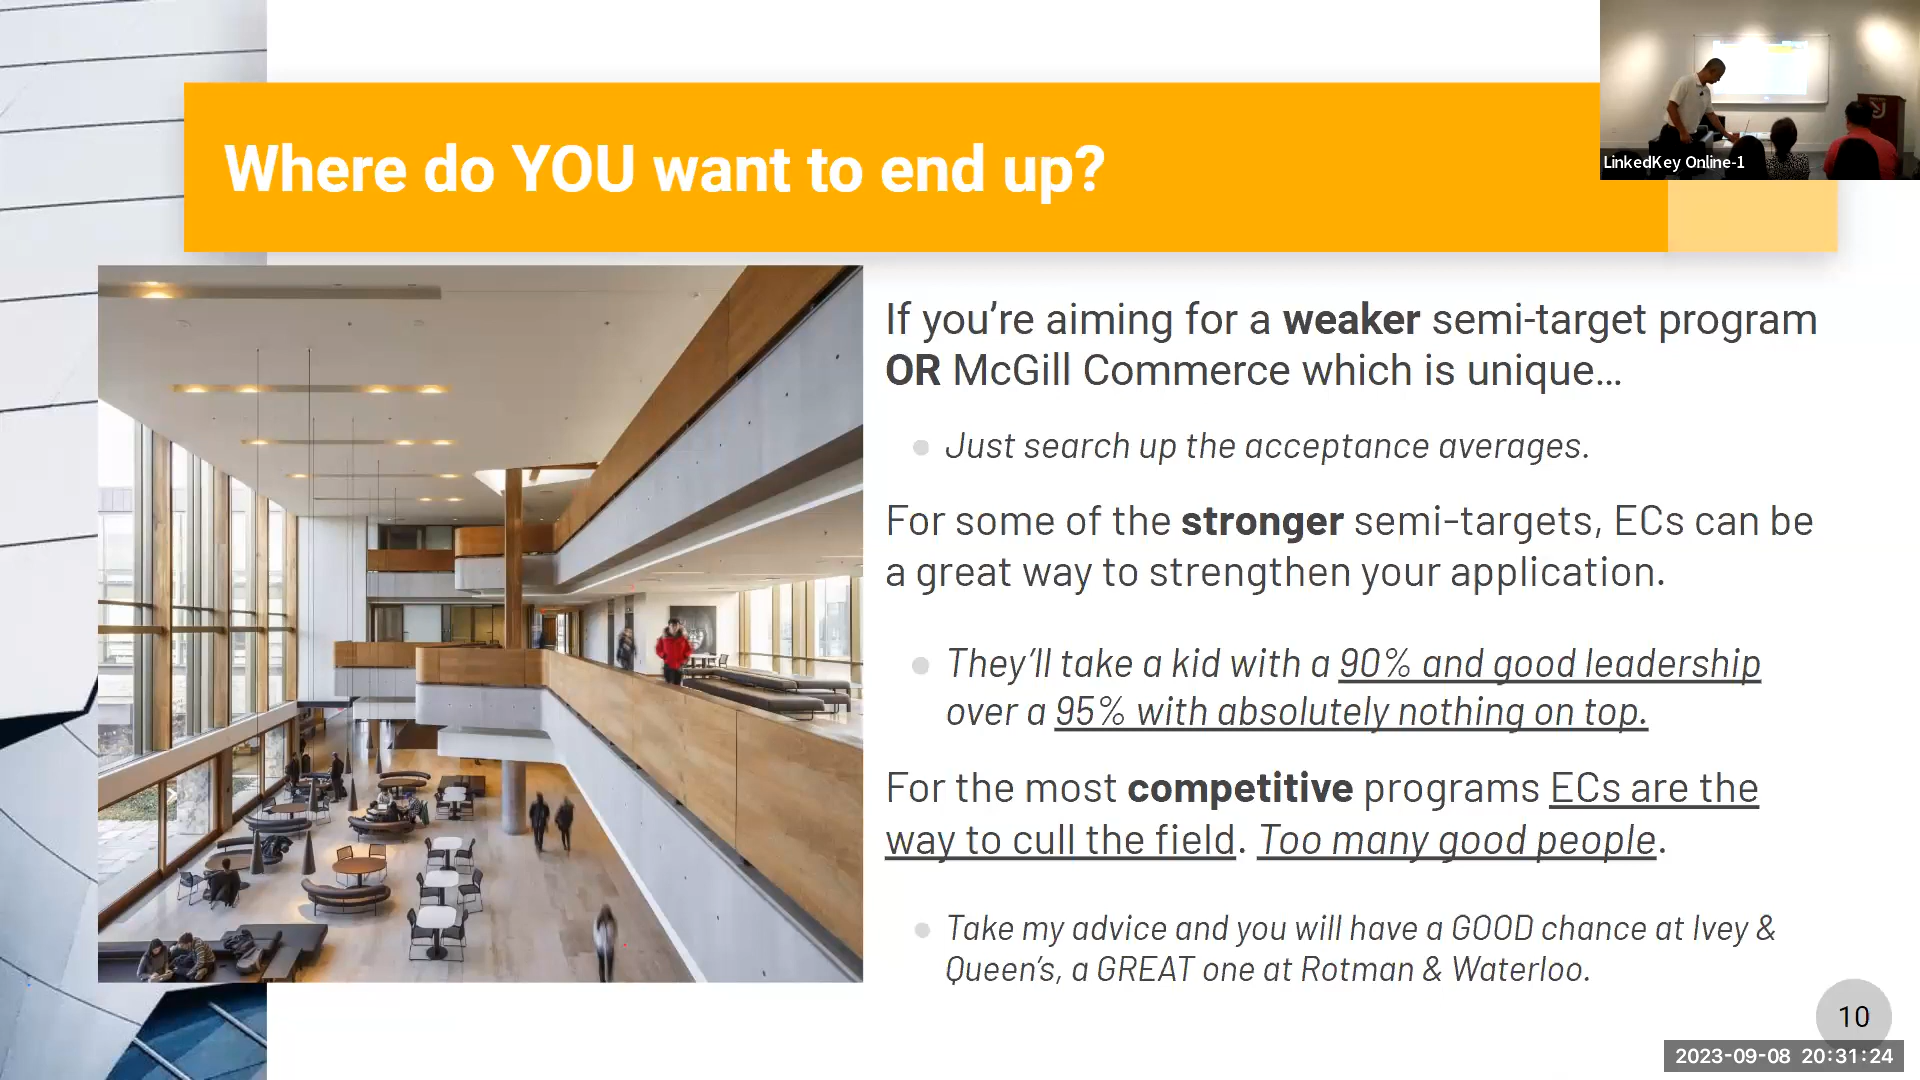 Where do YOU want to end up?
LinkedKey Online-1
If you’re aiming for a weaker semi-target program
OR McGill Commerce which is unique…
Just search up the acceptance averages.
For some of the stronger semi-targets, ECs can be
a great way to strengthen your application.
They’ll take a kid with a 90% and good leadership
over a 95% with absolutely nothing on top.
For the most competitive programs ECs are the
way to cull the field. Too many good people.
Take my advice and you will have a GOOD chance at Ivey &
Queen’s, a GREAT one at Rotman & Waterloo.
10
2023-09-08 20:31:24